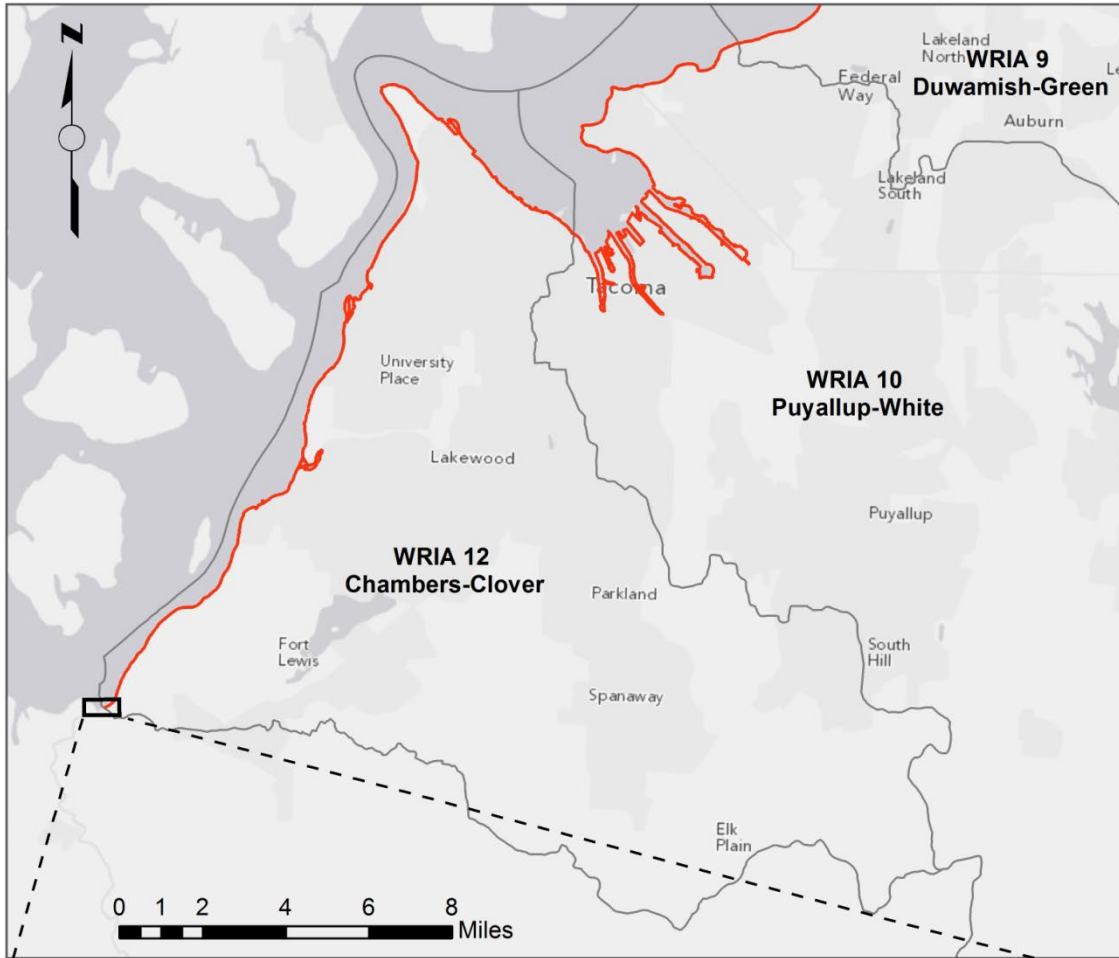 N
Lakeland
North
WRIA 9
Duwamish-Green
Le
Federal
Way
Auburn
Lakeland
South
Tacoma
University
Place
WRIA 10
Puyallup-White
Lakewood
Puyallup
WRIA 12
Chambers-Clover
Parkland
Fort
Lewis
South
Hill
Spanaway
Elk
Plain
0 1 2 4 6 8
Miles